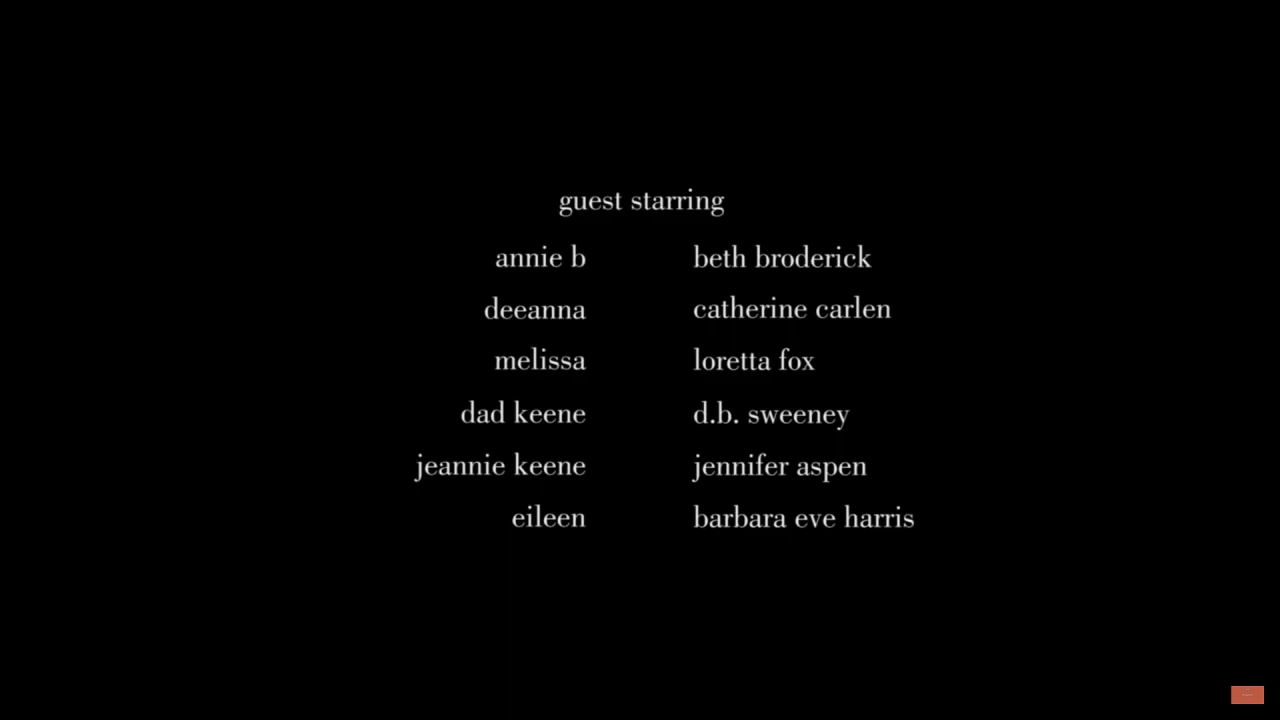 guest starring
annie b beth broderick
deeanna catherine carlen
melissa loretta fox
dad keene d.b. sweeney
jeannie keene jennifer aspen
eileen barbara eve harris